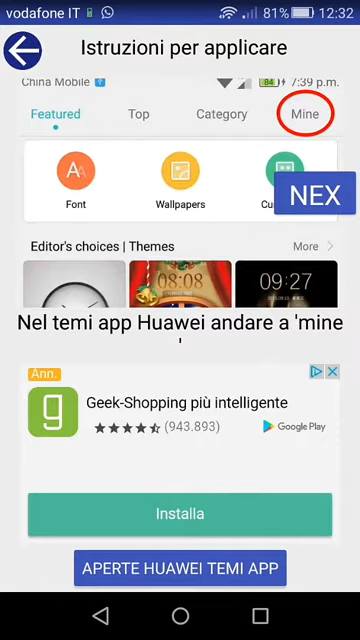 vodafone IT 81% 12:32
Istruzioni per applicare
China Mobile 84 7:39 p.m.
Featured Top Category Mine
Font Wallpapers Cu
NEX
Editor's choices | Themes More
08:08 09:27
Nel temi app Huawei andare a 'mine
'
Ann.
g
Geek-Shopping più intelligente
(943.893) Google Play
Installa
APERTE HUAWEI TEMI APP